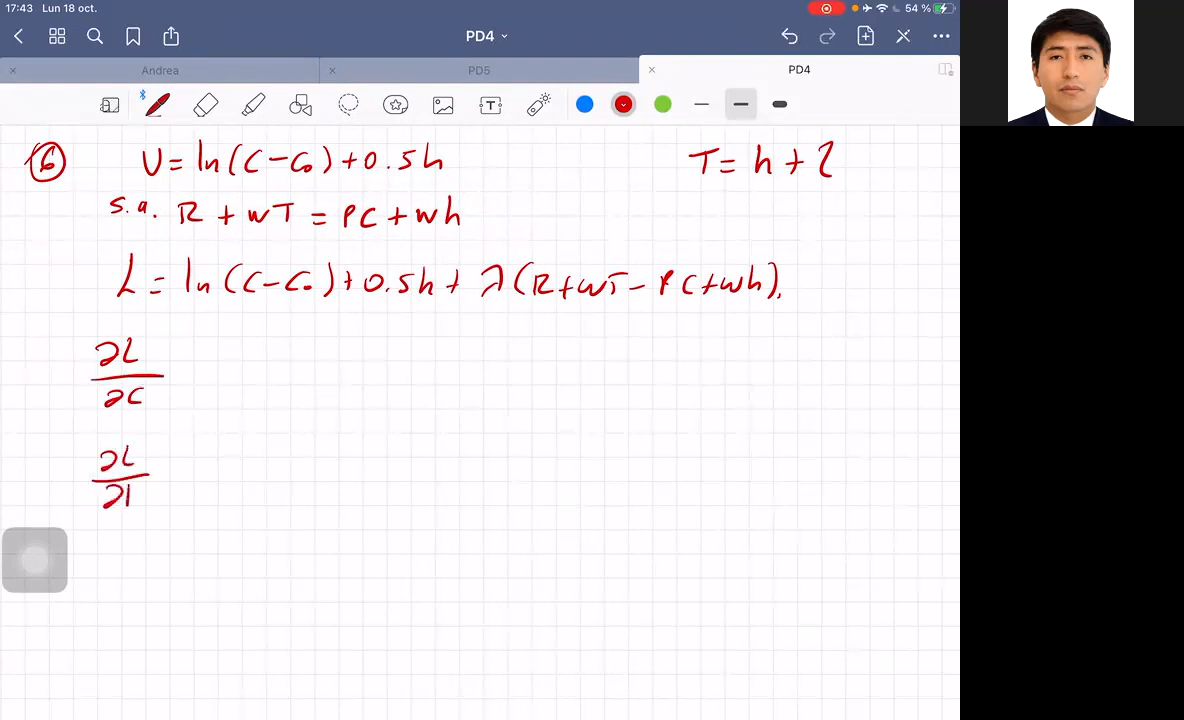 17:43 Lun 18 oct. 54 %
PD4
Andrea PD5 PD4
6 U = ln(C-C₀) + 0.5h T = h + l
s.a. R + wT = PC + wh
L = ln(C-C₀) + 0.5h + λ(R+wT - PC+wh).
∂L
∂C
∂L
∂l